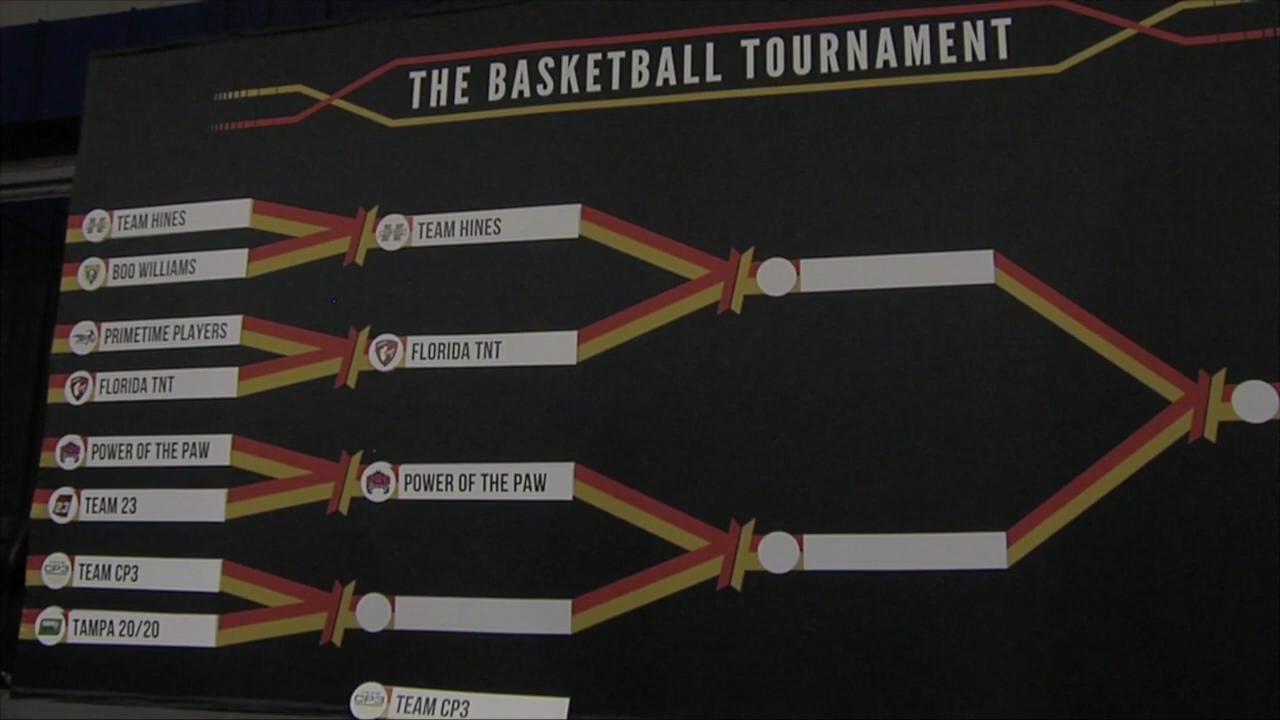 THE BASKETBALL TOURNAMENT
TEAM HINES
BOO WILLIAMS
PRIMETIME PLAYERS
FLORIDA TNT
POWER OF THE PAW
TEAM 23
TEAM CP3
TAMPA 20/20
TEAM HINES
FLORIDA TNT
POWER OF THE PAW
TEAM CP3